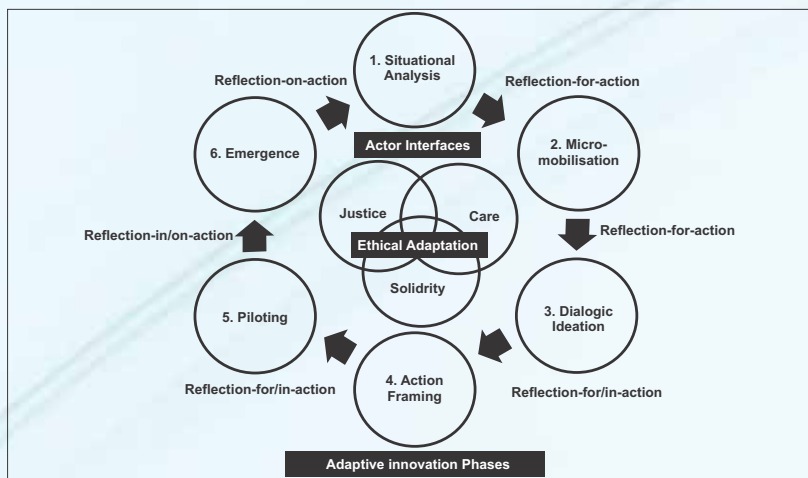 1. Situational
Analysis
Reflection-on-action
Reflection-for-action
6. Emergence
Actor Interfaces
2. Micro-
mobilisation
Justice
Care
Reflection-in/on-action
Ethical Adaptation
Reflection-for-action
Solidrity
5. Piloting
3. Dialogic
Ideation
4. Action
Framing
Reflection-for/in-action
Reflection-for/in-action
Adaptive innovation Phases